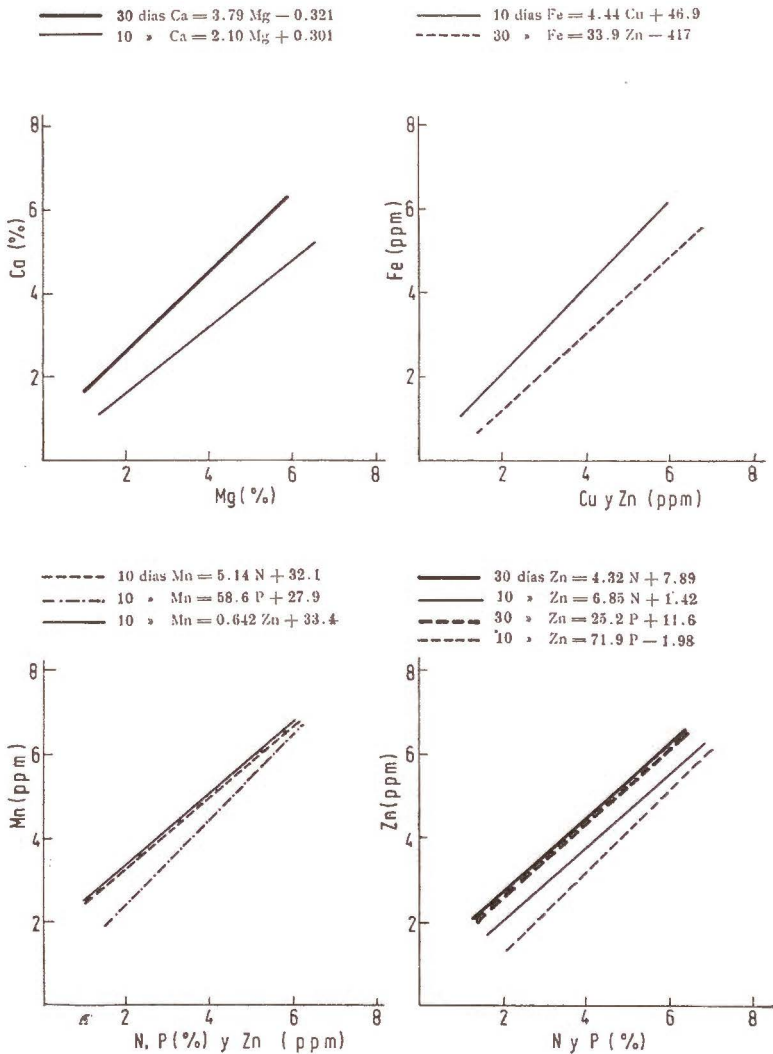 30 días Ca = 3.79 Mg − 0.321
10 » Ca = 2.10 Mg + 0.301
8
6
4
2
Ca (%)
2 4 6 8
Mg (%)
10 días Fe = 4.44 Cu + 46.9
30 » Fe = 33.9 Zn − 417
8
6
4
2
Fe (ppm)
2 4 6 8
Cu y Zn (ppm)
10 días Mn = 5.14 N + 32.1
10 » Mn = 58.6 P + 27.9
10 » Mn = 0.642 Zn + 33.4
8
6
4
2
Mn (ppm)
2 4 6 8
N, P (%) y Zn (ppm)
30 días Zn = 4.32 N + 7.89
10 » Zn = 6.85 N + 1.42
30 » Zn = 25.2 P + 11.6
10 » Zn = 71.9 P − 1.98
8
6
4
2
Zn (ppm)
2 4 6 8
N y P (%)